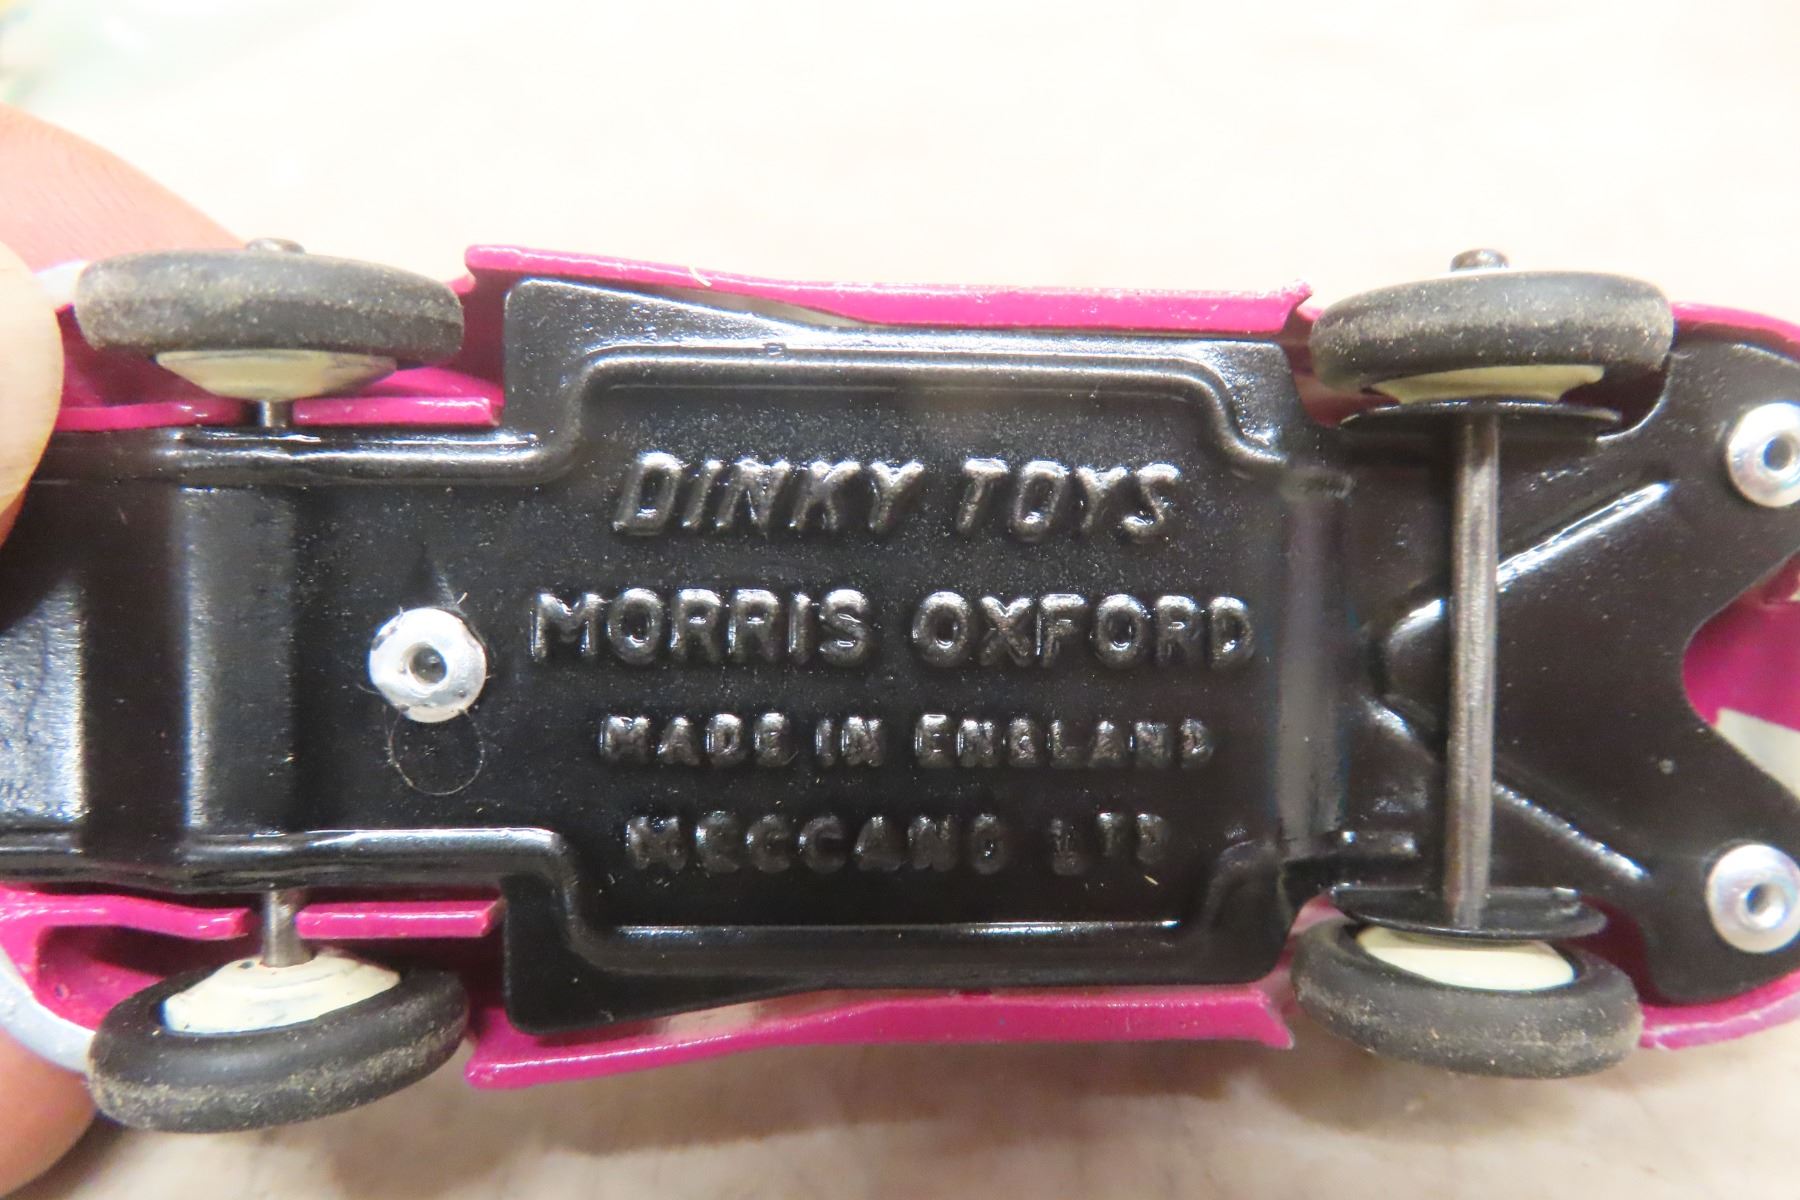 DINKY TOYS
MORRIS OXFORD
MADE IN ENGLAND
MECCANO LTD